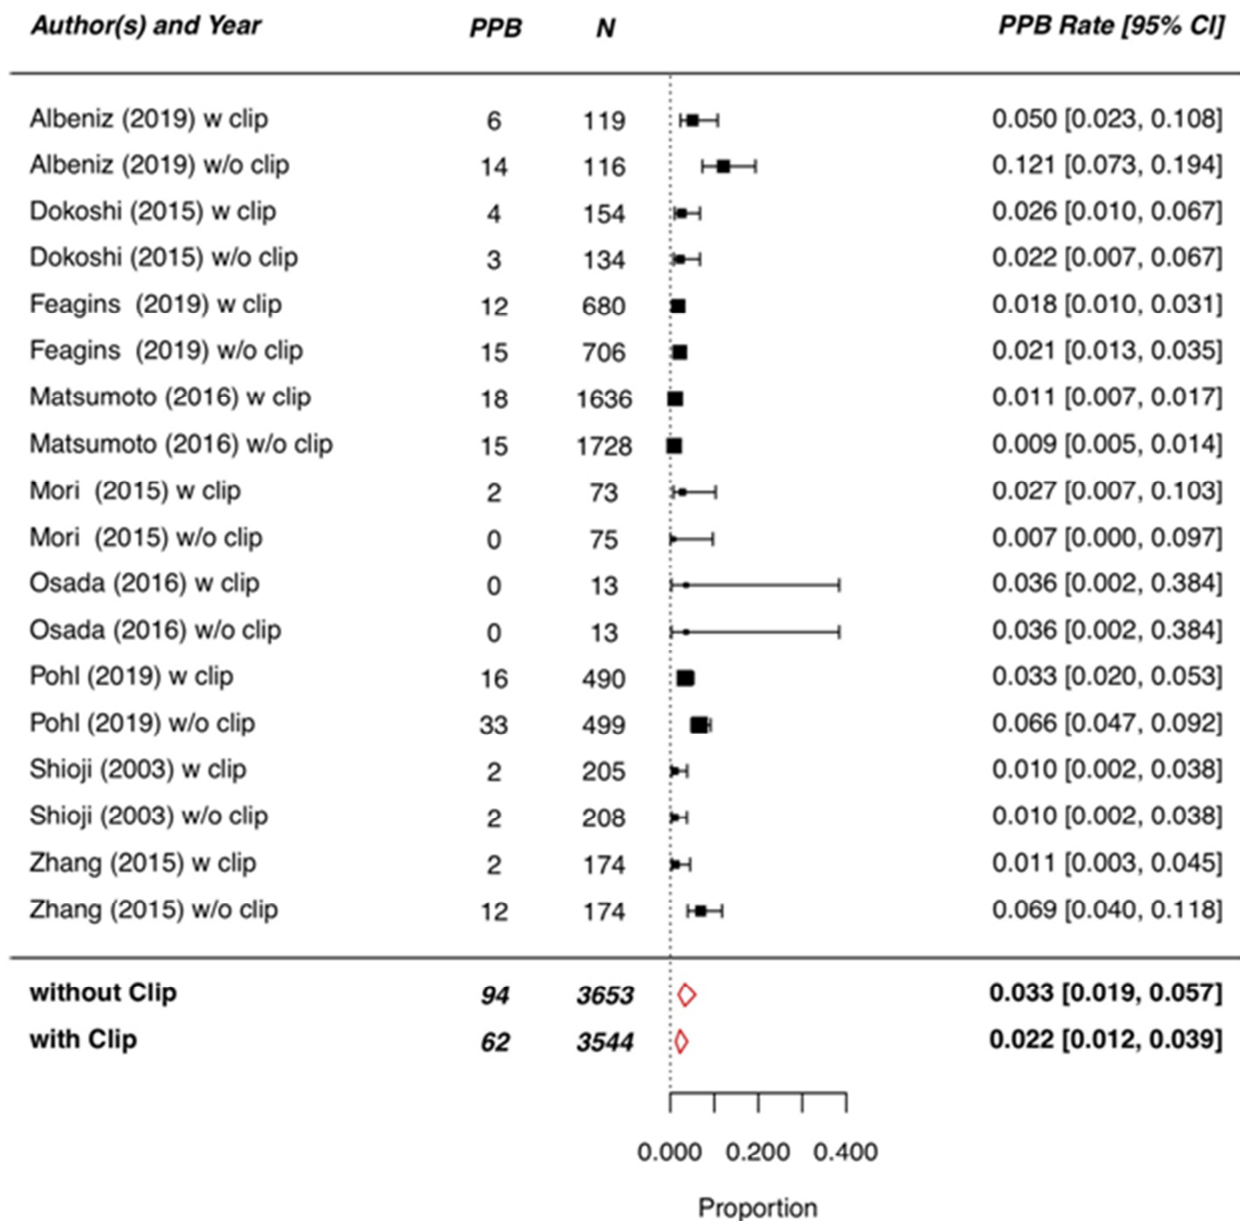 Author(s) and Year PPB N PPB Rate [95% CI]
Albeniz (2019) w clip 6 119 0.050 [0.023, 0.108]
Albeniz (2019) w/o clip 14 116 0.121 [0.073, 0.194]
Dokoshi (2015) w clip 4 154 0.026 [0.010, 0.067]
Dokoshi (2015) w/o clip 3 134 0.022 [0.007, 0.067]
Feagins (2019) w clip 12 680 0.018 [0.010, 0.031]
Feagins (2019) w/o clip 15 706 0.021 [0.013, 0.035]
Matsumoto (2016) w clip 18 1636 0.011 [0.007, 0.017]
Matsumoto (2016) w/o clip 15 1728 0.009 [0.005, 0.014]
Mori (2015) w clip 2 73 0.027 [0.007, 0.103]
Mori (2015) w/o clip 0 75 0.007 [0.000, 0.097]
Osada (2016) w clip 0 13 0.036 [0.002, 0.384]
Osada (2016) w/o clip 0 13 0.036 [0.002, 0.384]
Pohl (2019) w clip 16 490 0.033 [0.020, 0.053]
Pohl (2019) w/o clip 33 499 0.066 [0.047, 0.092]
Shioji (2003) w clip 2 205 0.010 [0.002, 0.038]
Shioji (2003) w/o clip 2 208 0.010 [0.002, 0.038]
Zhang (2015) w clip 2 174 0.011 [0.003, 0.045]
Zhang (2015) w/o clip 12 174 0.069 [0.040, 0.118]
without Clip 94 3653 0.033 [0.019, 0.057]
with Clip 62 3544 0.022 [0.012, 0.039]
0.000 0.200 0.400
Proportion